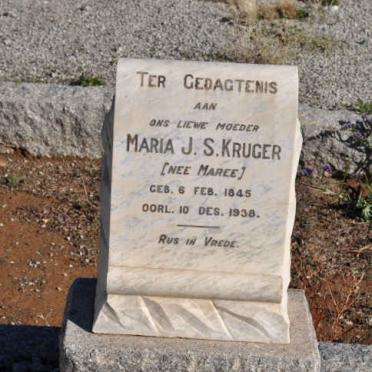 TER GEDAGTENIS
AAN
ONS LIEWE MOEDER
MARIA J. S. KRUGER
[NEE MAREE]
GEB. 6 FEB. 1845
OORL. 10 DES. 1938.
RUS IN VREDE.